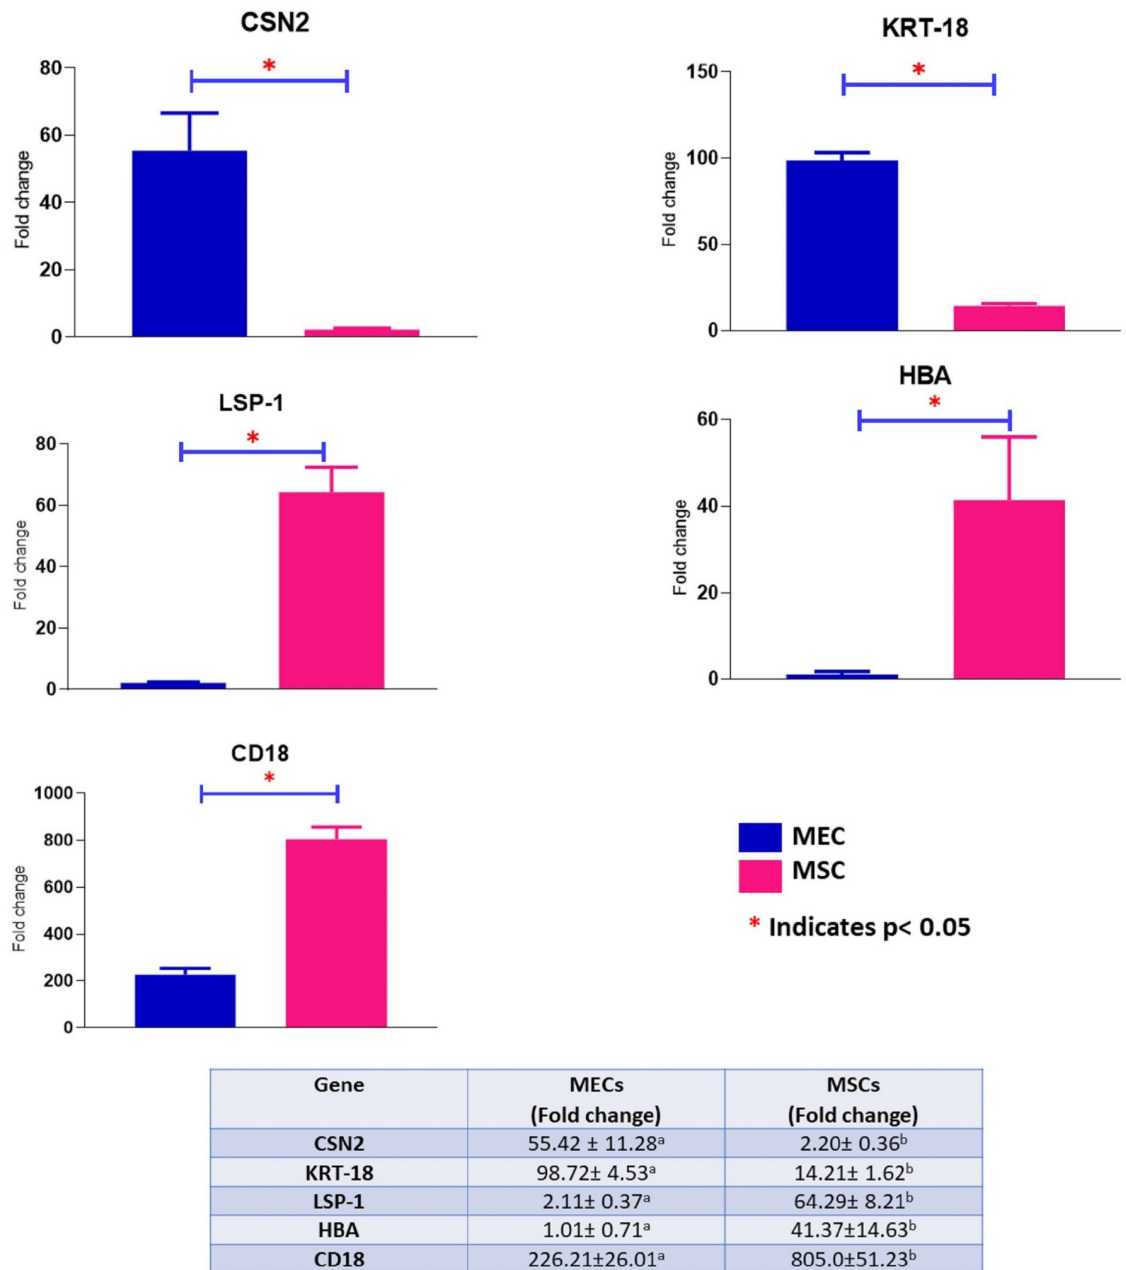 CSN2
80
60
40
20
0
Fold change
*
KRT-18
150
100
50
0
Fold change
*
LSP-1
80
60
40
20
0
Fold change
*
HBA
60
40
20
0
Fold change
*
CD18
1000
800
600
400
200
0
Fold change
*
MEC
MSC
* Indicates p< 0.05
Gene MECs MSCs
(Fold change) (Fold change)
CSN2 55.42 ± 11.28ᵃ 2.20± 0.36ᵇ
KRT-18 98.72± 4.53ᵃ 14.21± 1.62ᵇ
LSP-1 2.11± 0.37ᵃ 64.29± 8.21ᵇ
HBA 1.01± 0.71ᵃ 41.37±14.63ᵇ
CD18 226.21±26.01ᵃ 805.0±51.23ᵇ